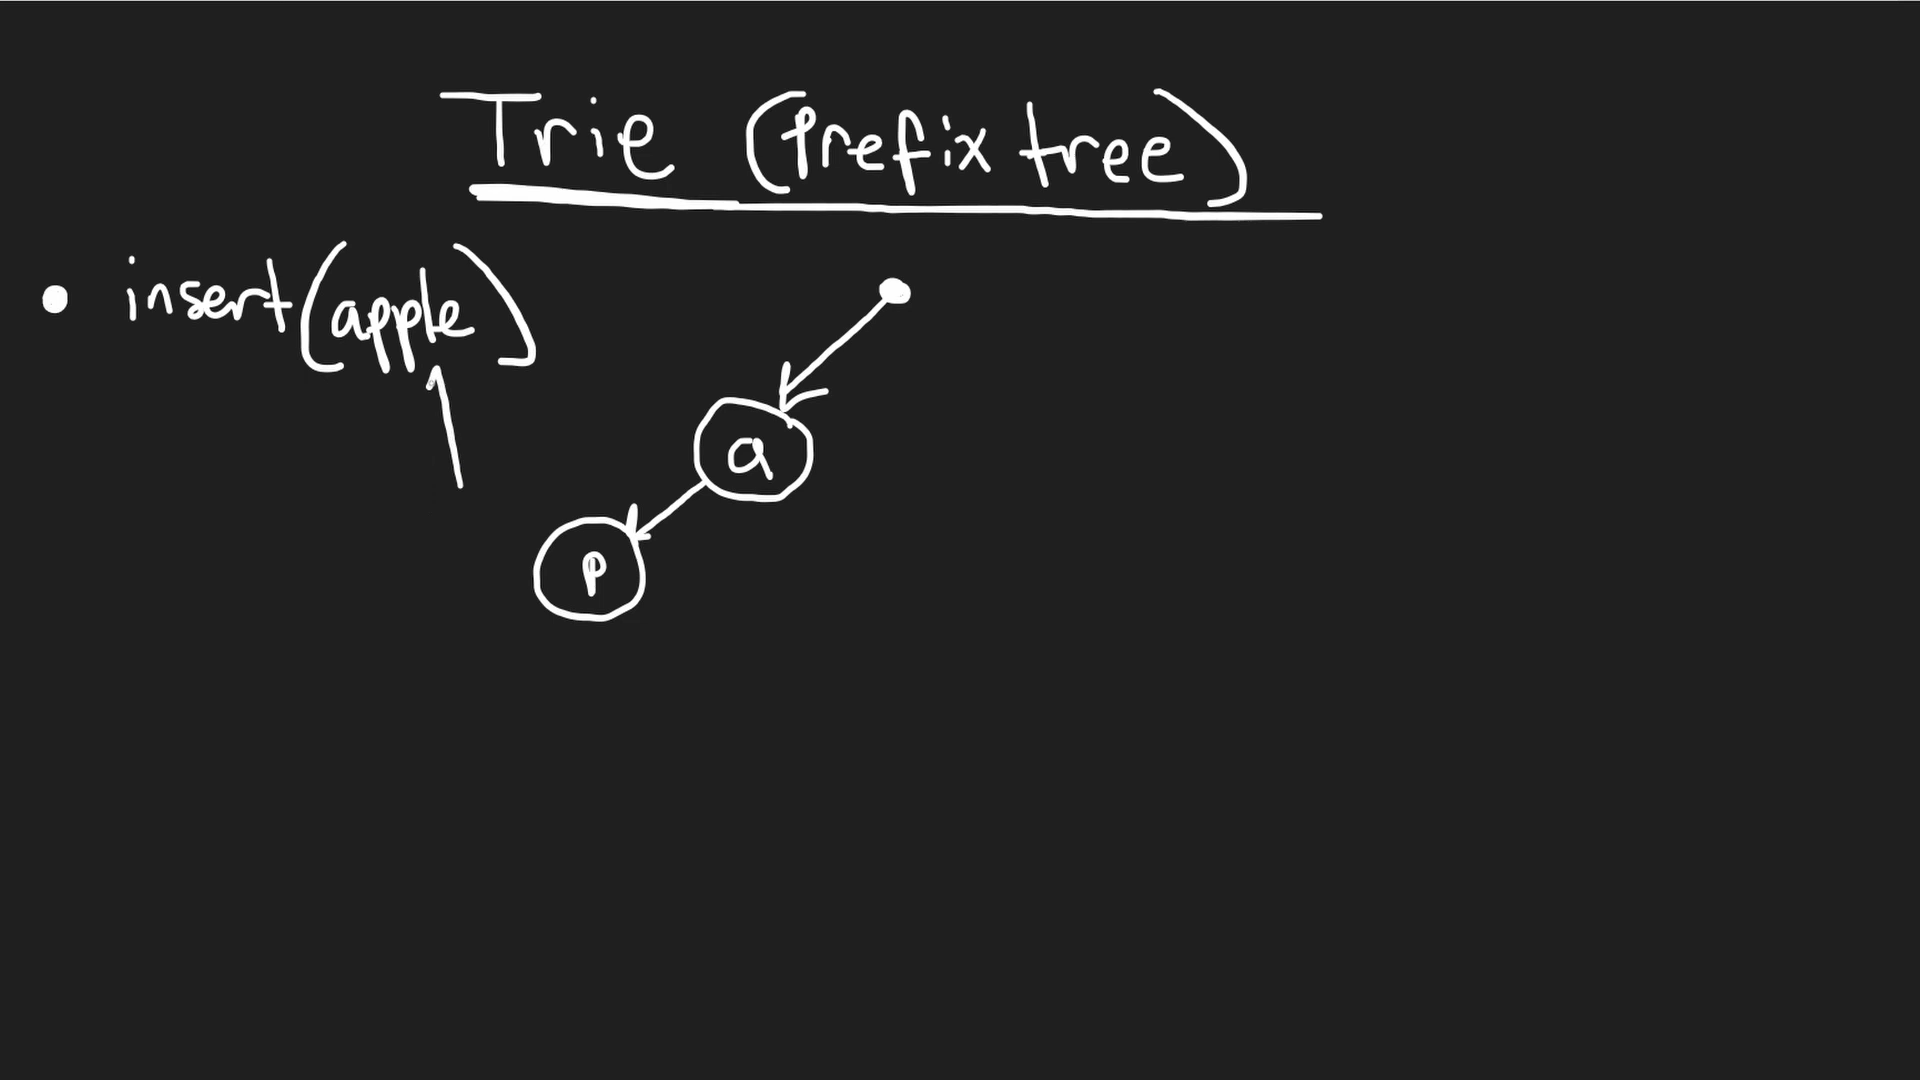 Trie (Prefix tree)
• insert(apple)
a
p